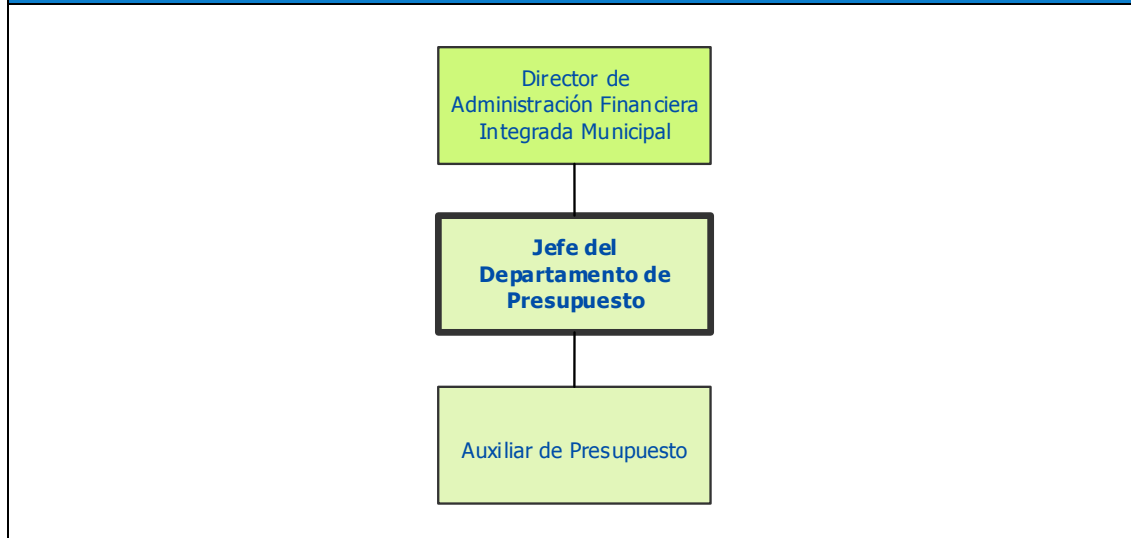 Director de
Administración Financiera
Integrada Municipal
Jefe del
Departamento de
Presupuesto
Auxiliar de Presupuesto